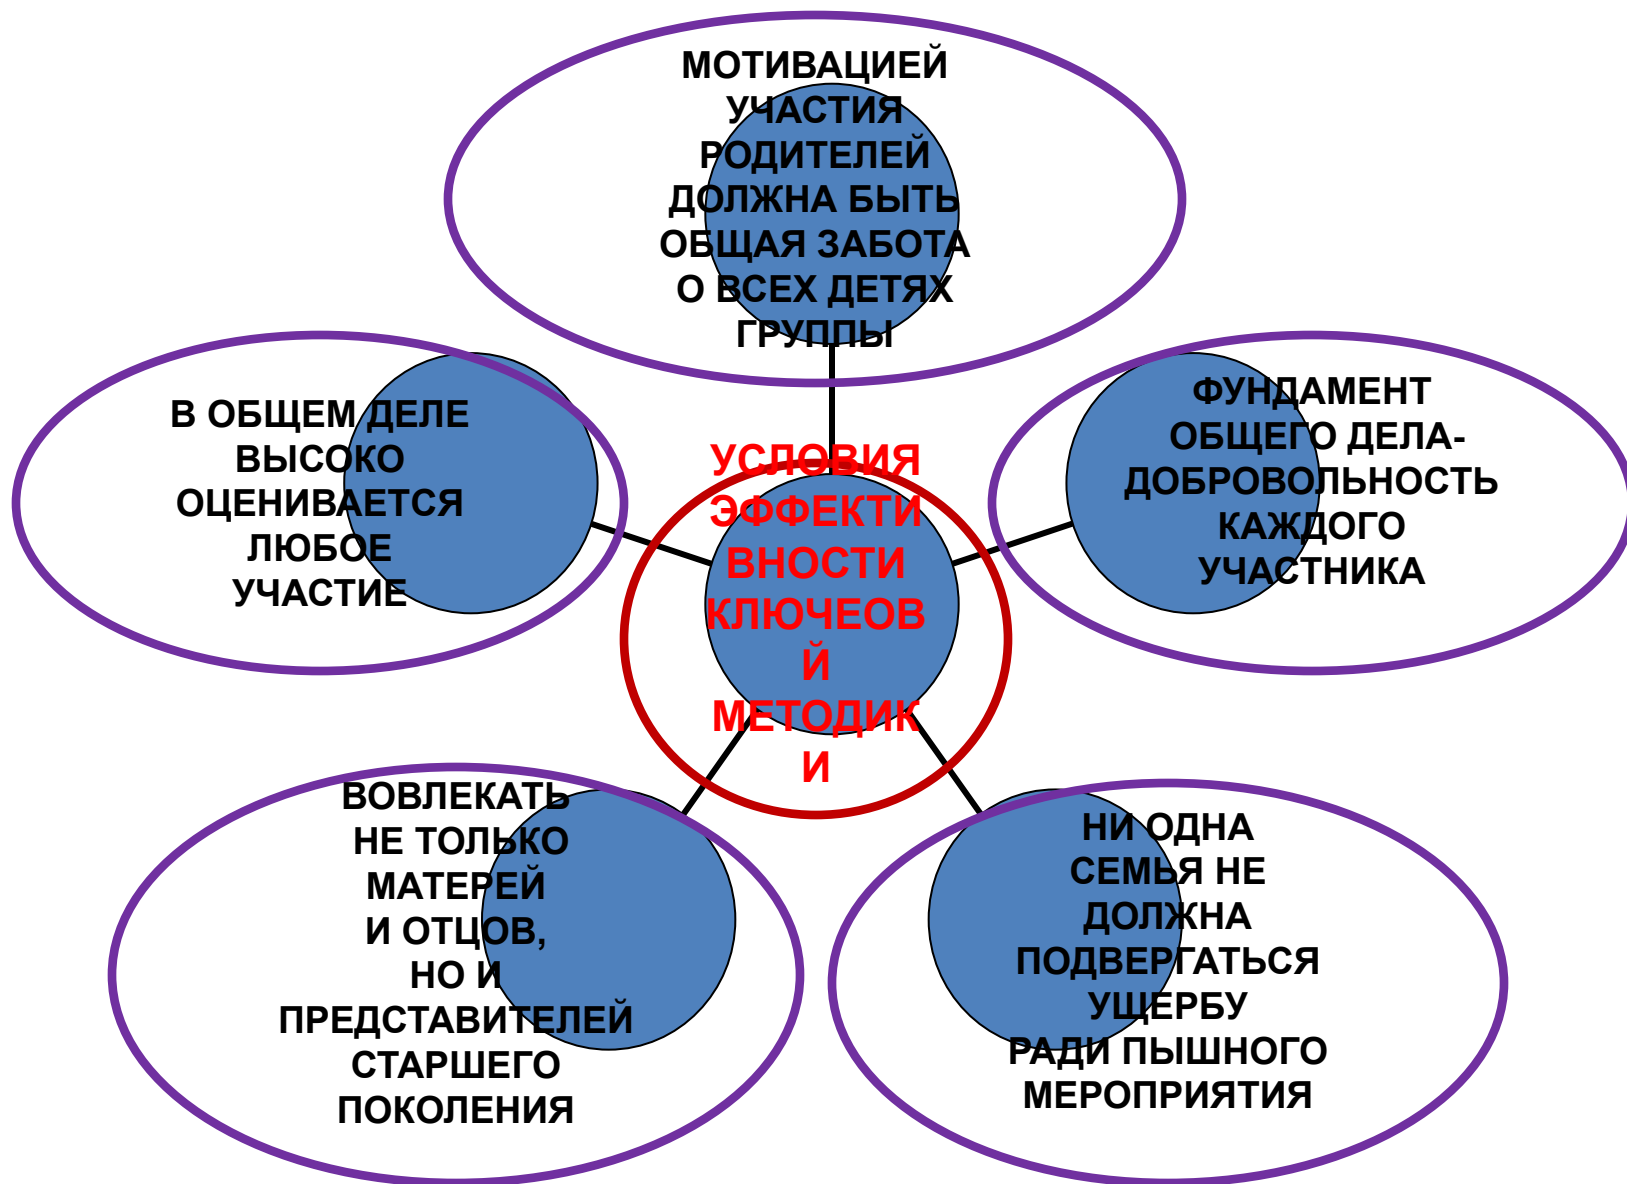 МОТИВАЦИЕЙ
УЧАСТИЯ
РОДИТЕЛЕЙ
ДОЛЖНА БЫТЬ
ОБЩАЯ ЗАБОТА
О ВСЕХ ДЕТЯХ
ГРУППЫ
В ОБЩЕМ ДЕЛЕ
ВЫСОКО
ОЦЕНИВАЕТСЯ
ЛЮБОЕ
УЧАСТИЕ
ФУНДАМЕНТ
ОБЩЕГО ДЕЛА-
ДОБРОВОЛЬНОСТЬ
КАЖДОГО
УЧАСТНИКА
УСЛОВИЯ
ЭФФЕКТИ
ВНОСТИ
КЛЮЧЕОВ
Й
МЕТОДИК
И
ВОВЛЕКАТЬ
НЕ ТОЛЬКО
МАТЕРЕЙ
И ОТЦОВ,
НО И
ПРЕДСТАВИТЕЛЕЙ
СТАРШЕГО
ПОКОЛЕНИЯ
НИ ОДНА
СЕМЬЯ НЕ
ДОЛЖНА
ПОДВЕРГАТЬСЯ
УЩЕРБУ
РАДИ ПЫШНОГО
МЕРОПРИЯТИЯ